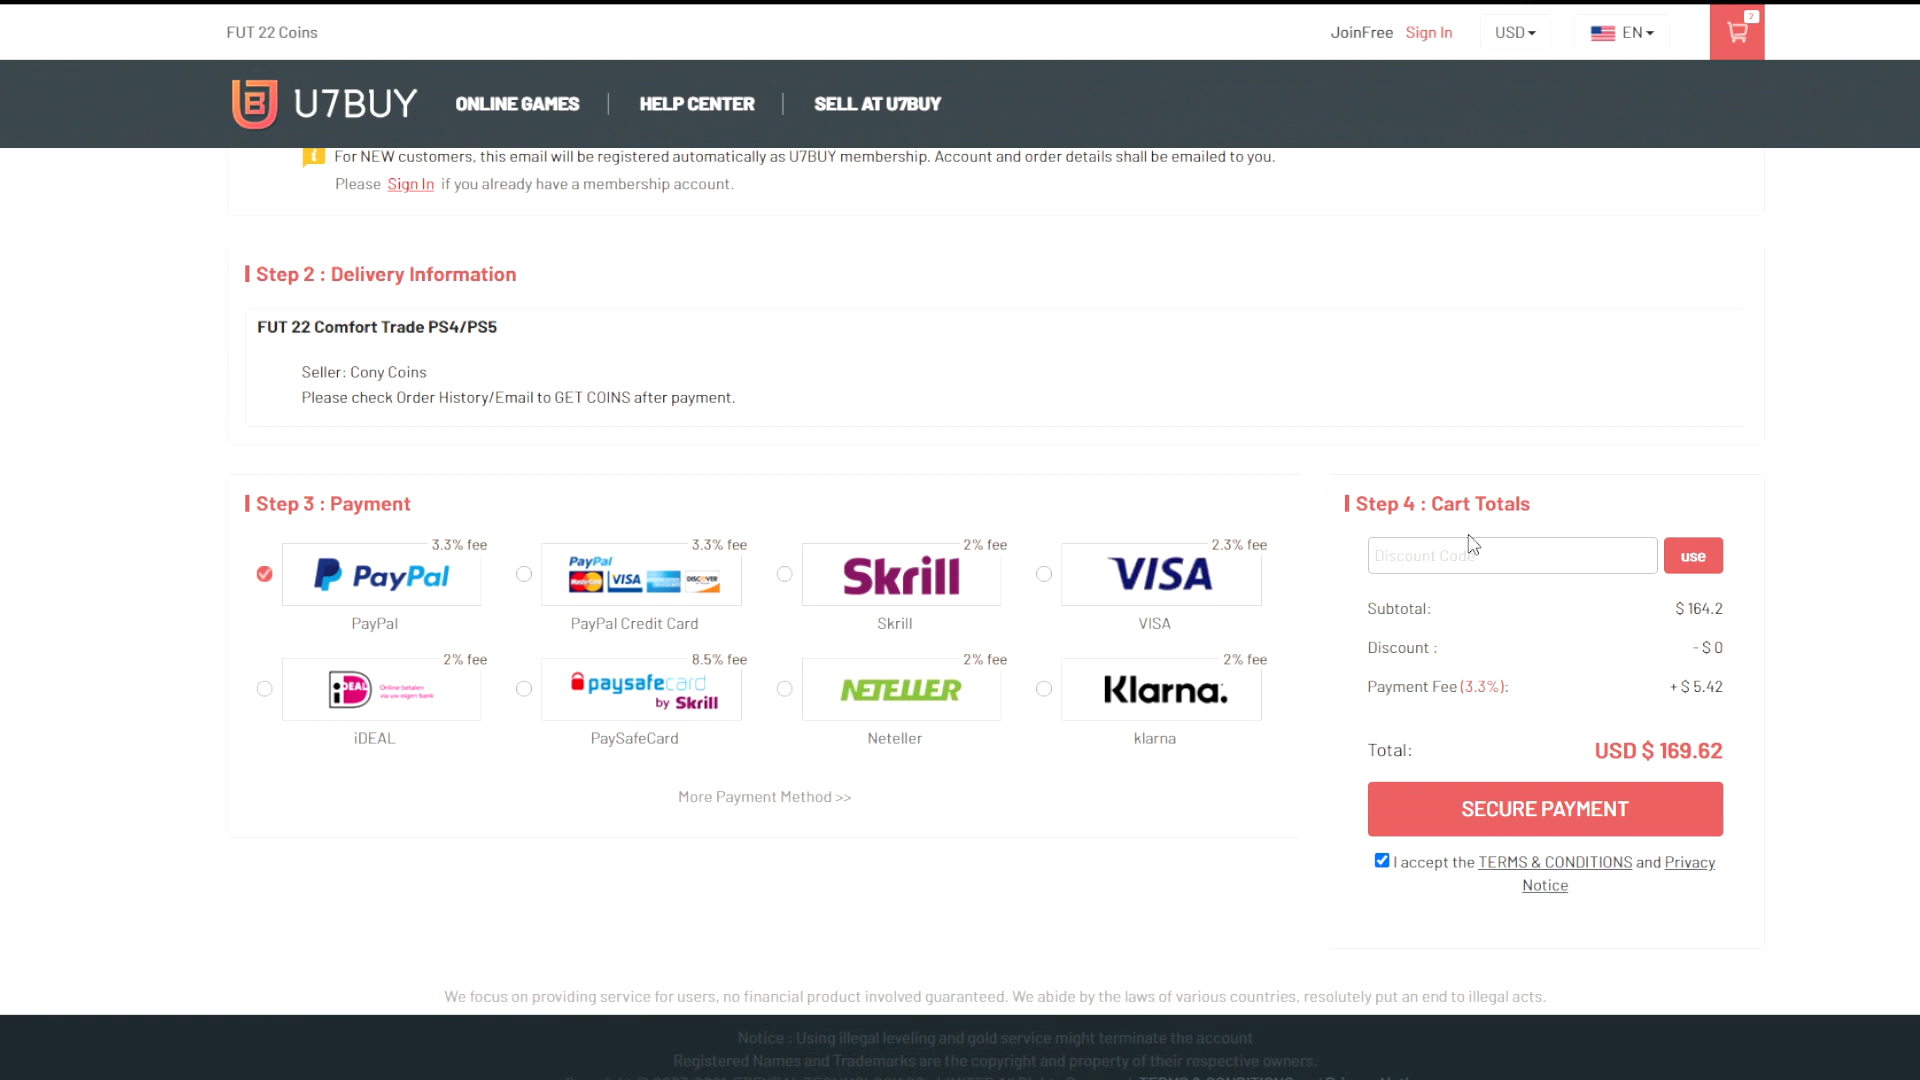 FUT 22 Coins
JoinFree Sign In USD EN 2
U7BUY ONLINE GAMES HELP CENTER SELL AT U7BUY
For NEW customers, this email will be registered automatically as U7BUY membership. Account and order details shall be emailed to you.
Please Sign In if you already have a membership account.
Step 2 : Delivery Information
FUT 22 Comfort Trade PS4/PS5
Seller: Cony Coins
Please check Order History/Email to GET COINS after payment.
Step 3 : Payment
3.3% fee 3.3% fee 2% fee 2.3% fee
PayPal PayPal MasterCard VISA DISCOVER Skrill VISA
PayPal PayPal Credit Card Skrill VISA
2% fee 8.5% fee 2% fee 2% fee
iDEAL Online betalen via uw eigen bank paysafecard by Skrill NETELLER Klarna.
iDEAL PaySafeCard Neteller klarna
More Payment Method >>
Step 4 : Cart Totals
Discount Code use
Subtotal: $ 164.2
Discount : - $ 0
Payment Fee (3.3%): + $ 5.42
Total: USD $ 169.62
SECURE PAYMENT
I accept the TERMS & CONDITIONS and Privacy
Notice
We focus on providing service for users, no financial product involved guaranteed. We abide by the laws of various countries, resolutely put an end to illegal acts.
Notice : Using illegal leveling and gold service might terminate the account
Registered Names and Trademarks are the copyright and property of their respective owners.